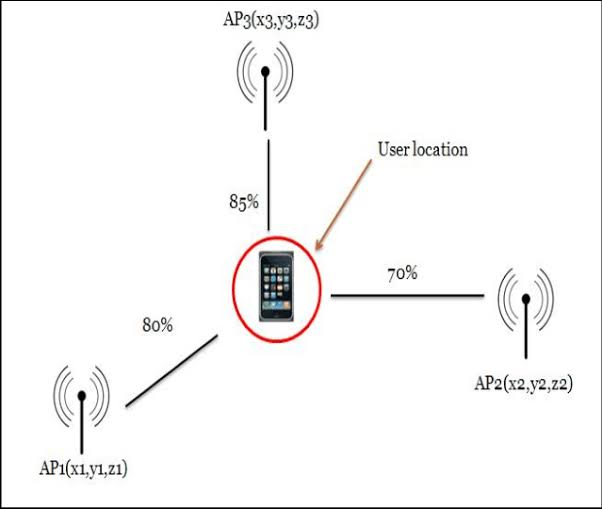 AP3(x3,y3,z3)
User location
85%
70%
80%
AP2(x2,y2,z2)
AP1(x1,y1,z1)